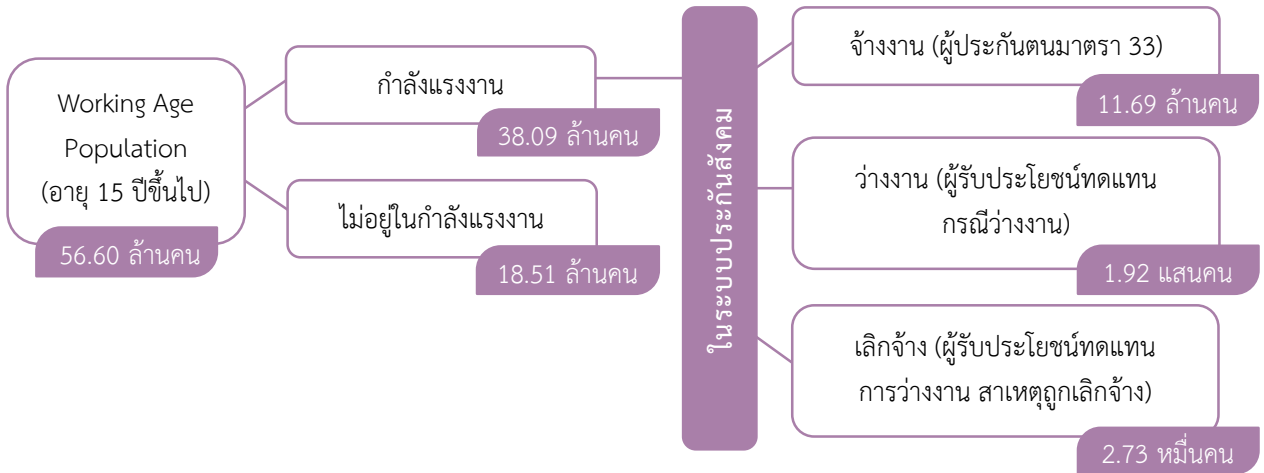 Working Age
Population
(อายุ 15 ปีขึ้นไป)
56.60 ล้านคน
กำลังแรงงาน
38.09 ล้านคน
ไม่อยู่ในกำลังแรงงาน
18.51 ล้านคน
ในระบบประกันสังคม
จ้างงาน (ผู้ประกันตนมาตรา 33)
11.69 ล้านคน
ว่างงาน (ผู้รับประโยชน์ทดแทน
กรณีว่างงาน)
1.92 แสนคน
เลิกจ้าง (ผู้รับประโยชน์ทดแทน
การว่างงาน สาเหตุถูกเลิกจ้าง)
2.73 หมื่นคน